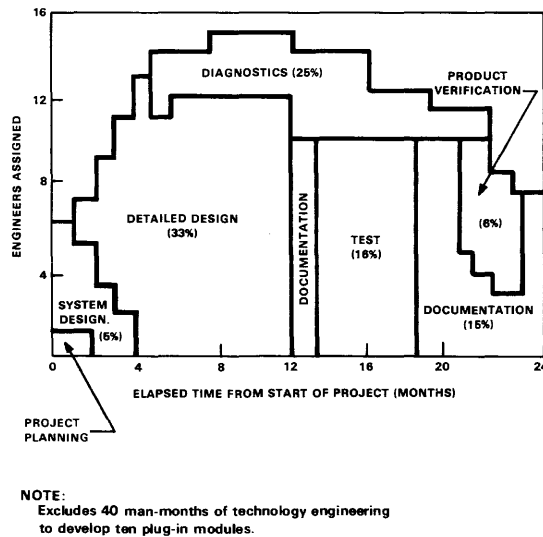 16
12
8
4
0
ENGINEERS ASSIGNED
DIAGNOSTICS (25%)
PRODUCT
VERIFICATION
DETAILED DESIGN
(33%)
DOCUMENTATION
TEST
(16%)
(6%)
SYSTEM
DESIGN.
(5%)
DOCUMENTATION
(15%)
0 4 8 12 16 20 24
ELAPSED TIME FROM START OF PROJECT (MONTHS)
PROJECT
PLANNING
NOTE:
Excludes 40 man-months of technology engineering
to develop ten plug-in modules.